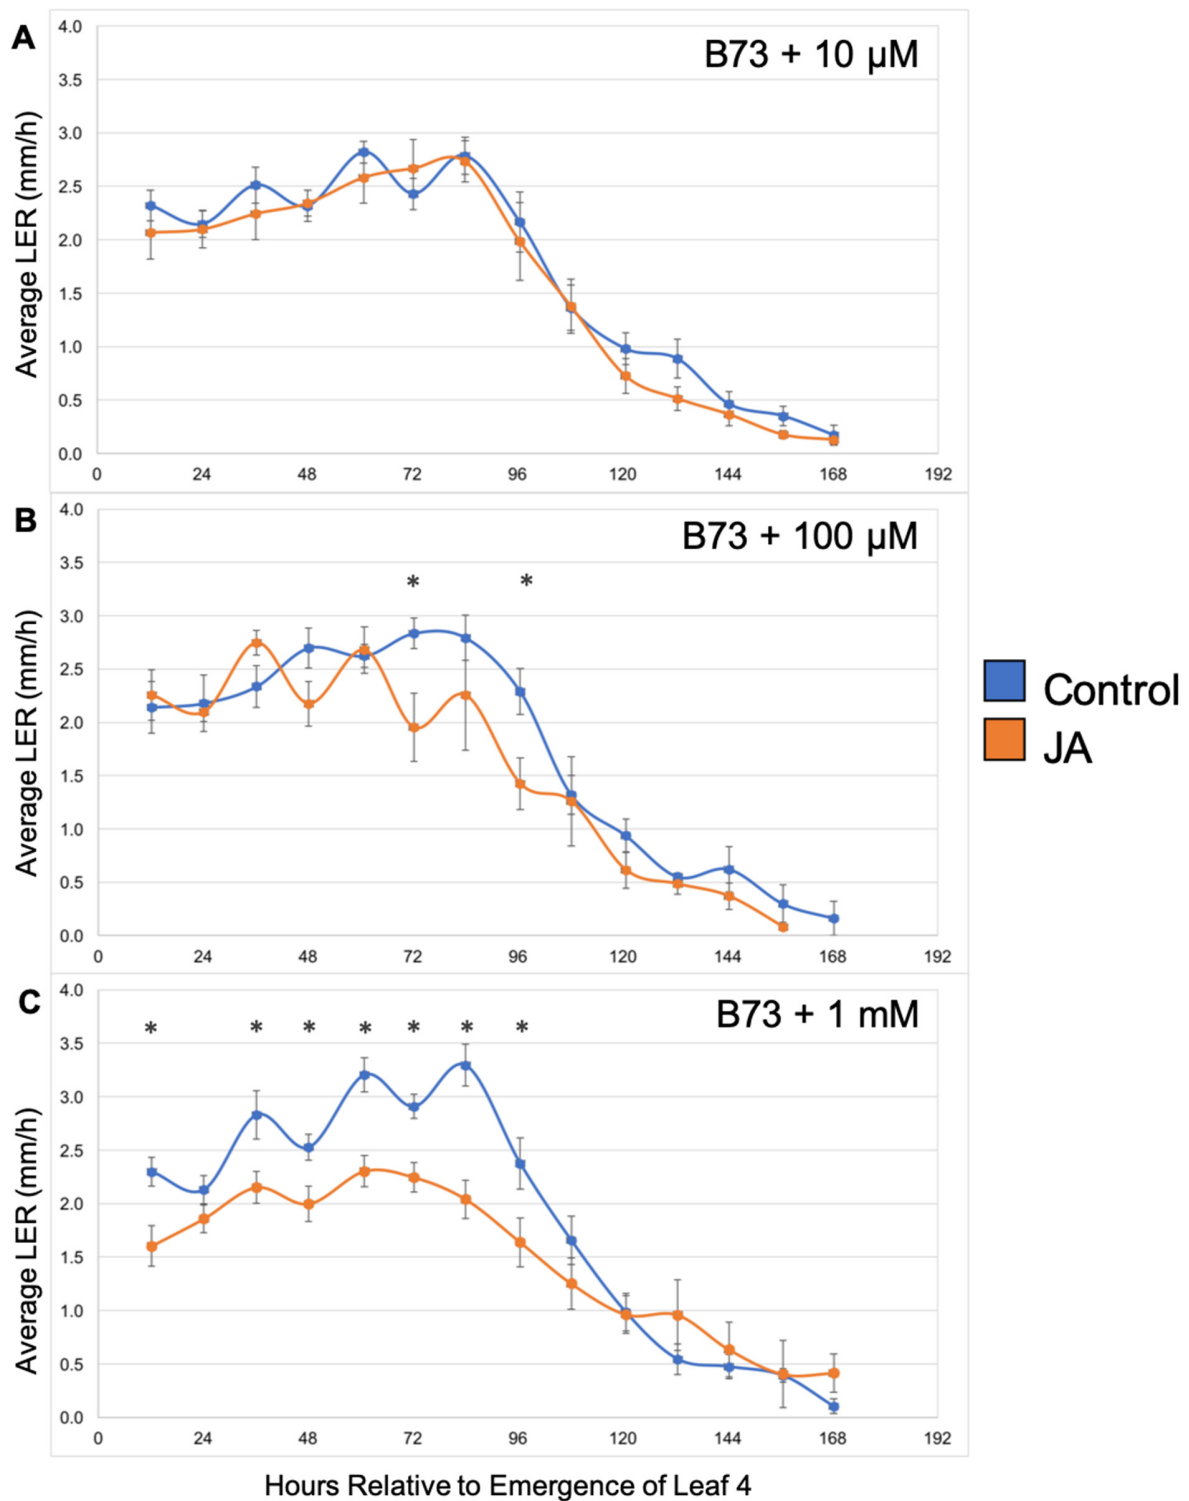 A
B73 + 10 µM
Average LER (mm/h)
4.0
3.5
3.0
2.5
2.0
1.5
1.0
0.5
0.0
0 24 48 72 96 120 144 168 192
B
B73 + 100 µM
Average LER (mm/h)
4.0
3.5
* *
3.0
2.5
2.0
1.5
1.0
0.5
0.0
0 24 48 72 96 120 144 168 192
Control
JA
C
B73 + 1 mM
Average LER (mm/h)
4.0
* * * * * * *
3.5
3.0
2.5
2.0
1.5
1.0
0.5
0.0
0 24 48 72 96 120 144 168 192
Hours Relative to Emergence of Leaf 4